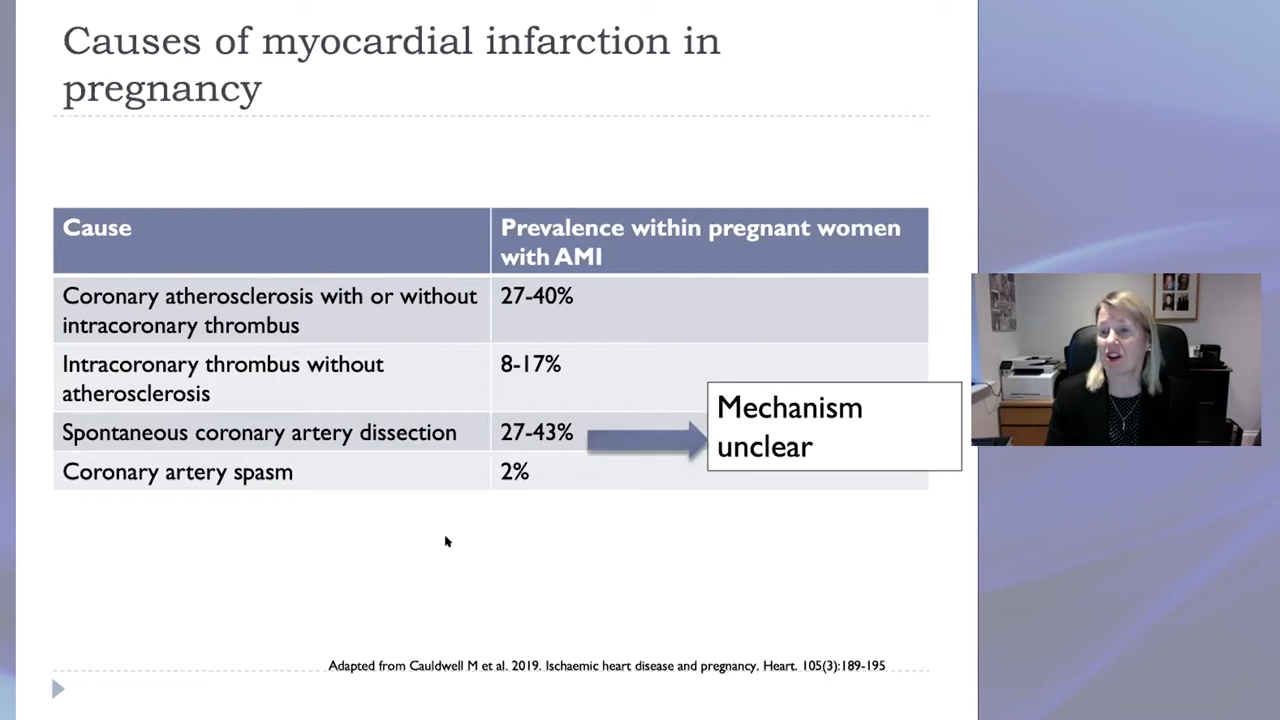 Causes of myocardial infarction in
pregnancy
Cause
Prevalence within pregnant women
with AMI
Coronary atherosclerosis with or without
intracoronary thrombus
27-40%
Intracoronary thrombus without
atherosclerosis
8-17%
Spontaneous coronary artery dissection
27-43%
Mechanism
unclear
Coronary artery spasm
2%
Adapted from Cauldwell M et al. 2019. Ischaemic heart disease and pregnancy. Heart. 105(3):189-195